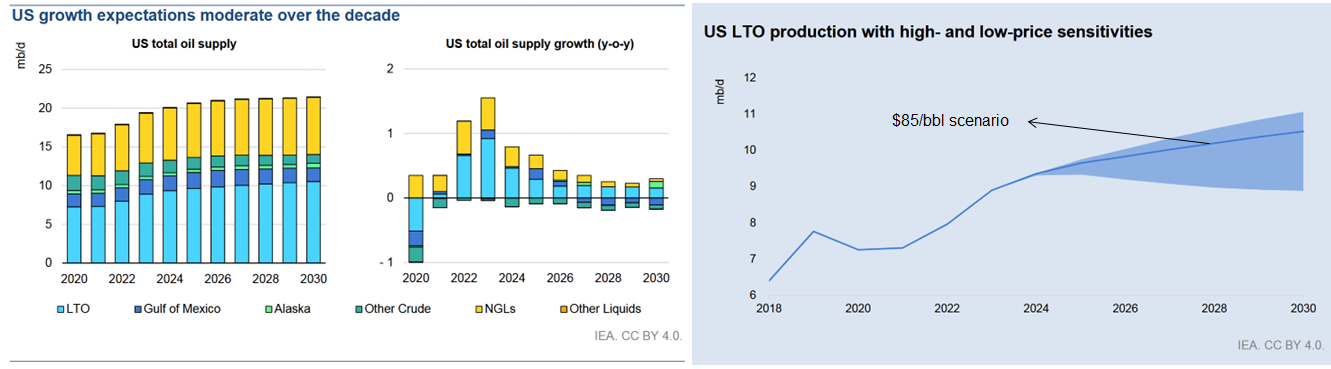 US growth expectations moderate over the decade
US total oil supply
mb/d
25
20
15
10
5
0
2020 2022 2024 2026 2028 2030
US total oil supply growth (y-o-y)
2
1
0
- 1
2020 2022 2024 2026 2028 2030
LTO Gulf of Mexico Alaska Other Crude NGLs Other Liquids
IEA. CC BY 4.0.
US LTO production with high- and low-price sensitivities
mb/d
12
11
10
9
8
7
6
$85/bbl scenario
2018 2020 2022 2024 2026 2028 2030
IEA. CC BY 4.0.